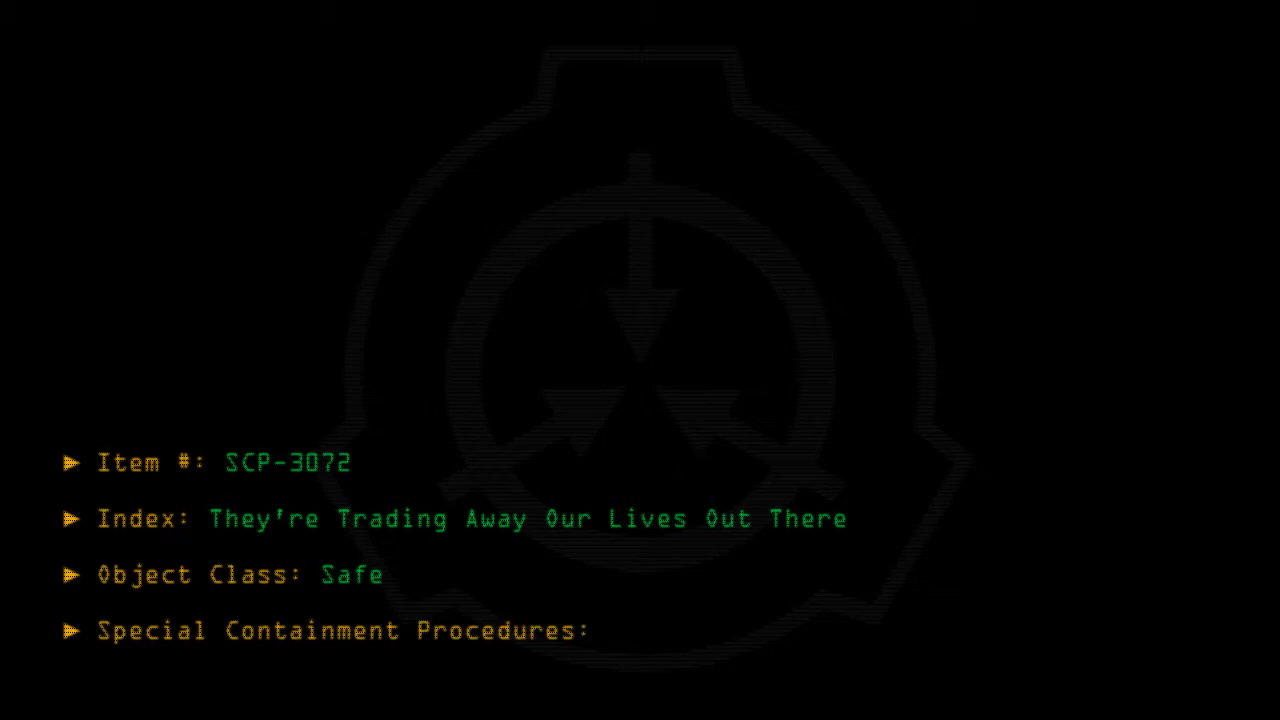 ► Item #: SCP-3072
► Index: They're Trading Away Our Lives Out There
► Object Class: Safe
► Special Containment Procedures: